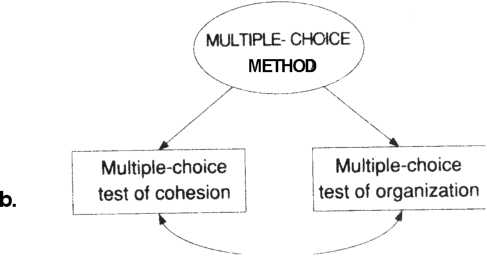 MULTIPLE- CHOICE
METHOD
Multiple-choice
test of cohesion
Multiple-choice
test of organization
b.